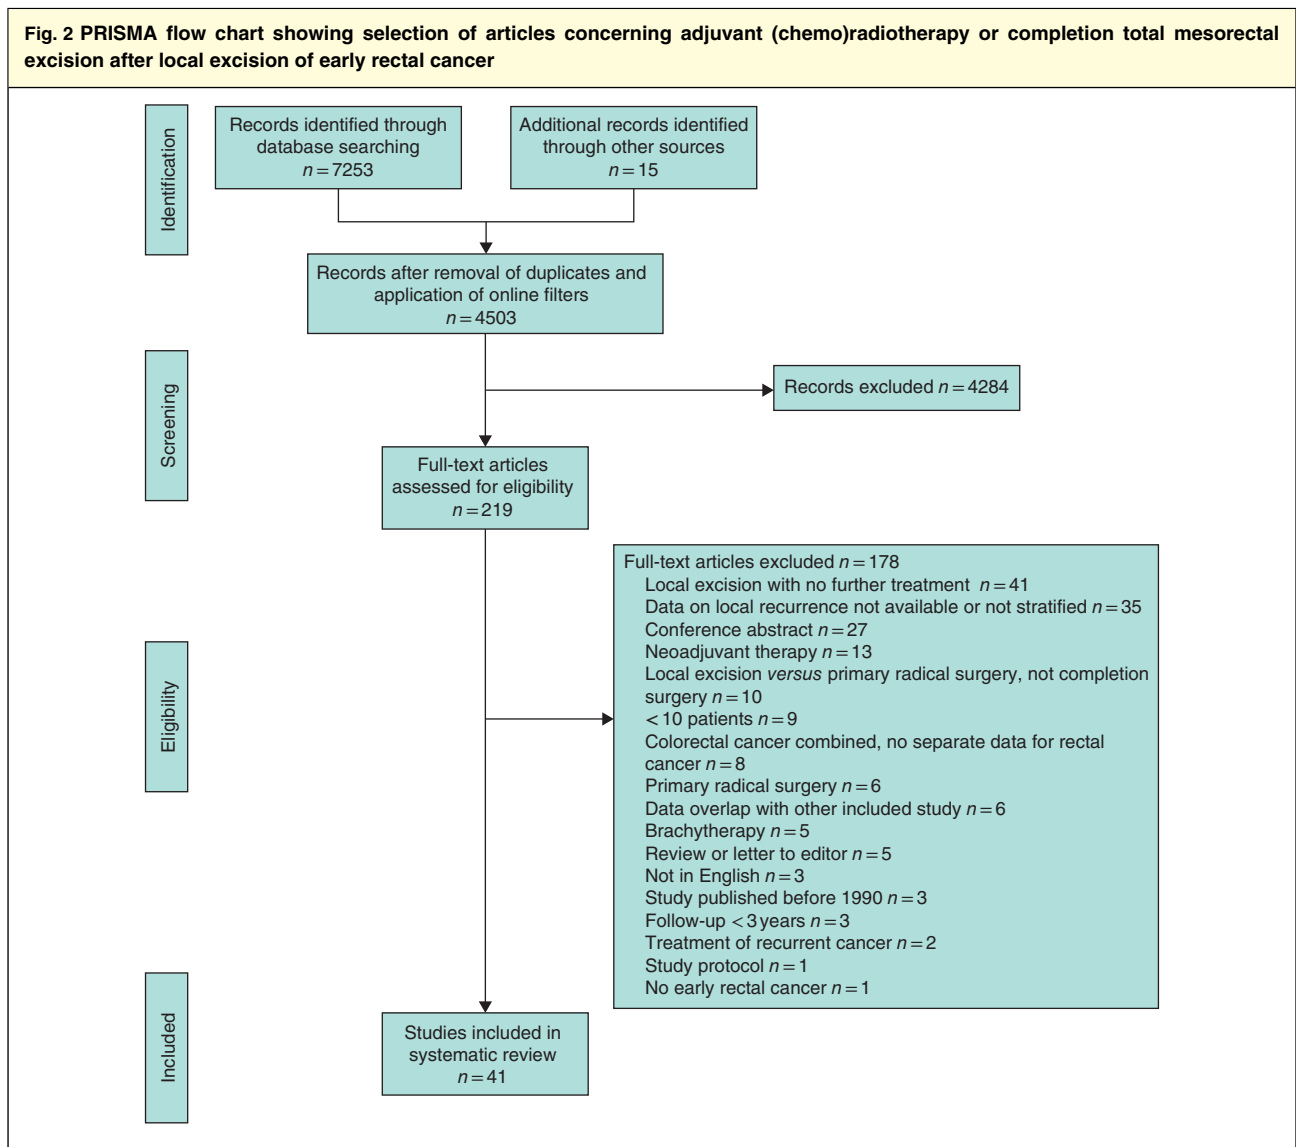 Fig. 2 PRISMA flow chart showing selection of articles concerning adjuvant (chemo)radiotherapy or completion total mesorectal
excision after local excision of early rectal cancer
Identification
Records identified through
database searching
n = 7253
Additional records identified
through other sources
n = 15
Records after removal of duplicates and
application of online filters
n = 4503
Screening
Records excluded n = 4284
Full-text articles
assessed for eligibility
n = 219
Eligibility
Full-text articles excluded n = 178
Local excision with no further treatment n = 41
Data on local recurrence not available or not stratified n = 35
Conference abstract n = 27
Neoadjuvant therapy n = 13
Local excision versus primary radical surgery, not completion
surgery n = 10
< 10 patients n = 9
Colorectal cancer combined, no separate data for rectal
cancer n = 8
Primary radical surgery n = 6
Data overlap with other included study n = 6
Brachytherapy n = 5
Review or letter to editor n = 5
Not in English n = 3
Study published before 1990 n = 3
Follow-up < 3 years n = 3
Treatment of recurrent cancer n = 2
Study protocol n = 1
No early rectal cancer n = 1
Included
Studies included in
systematic review
n = 41